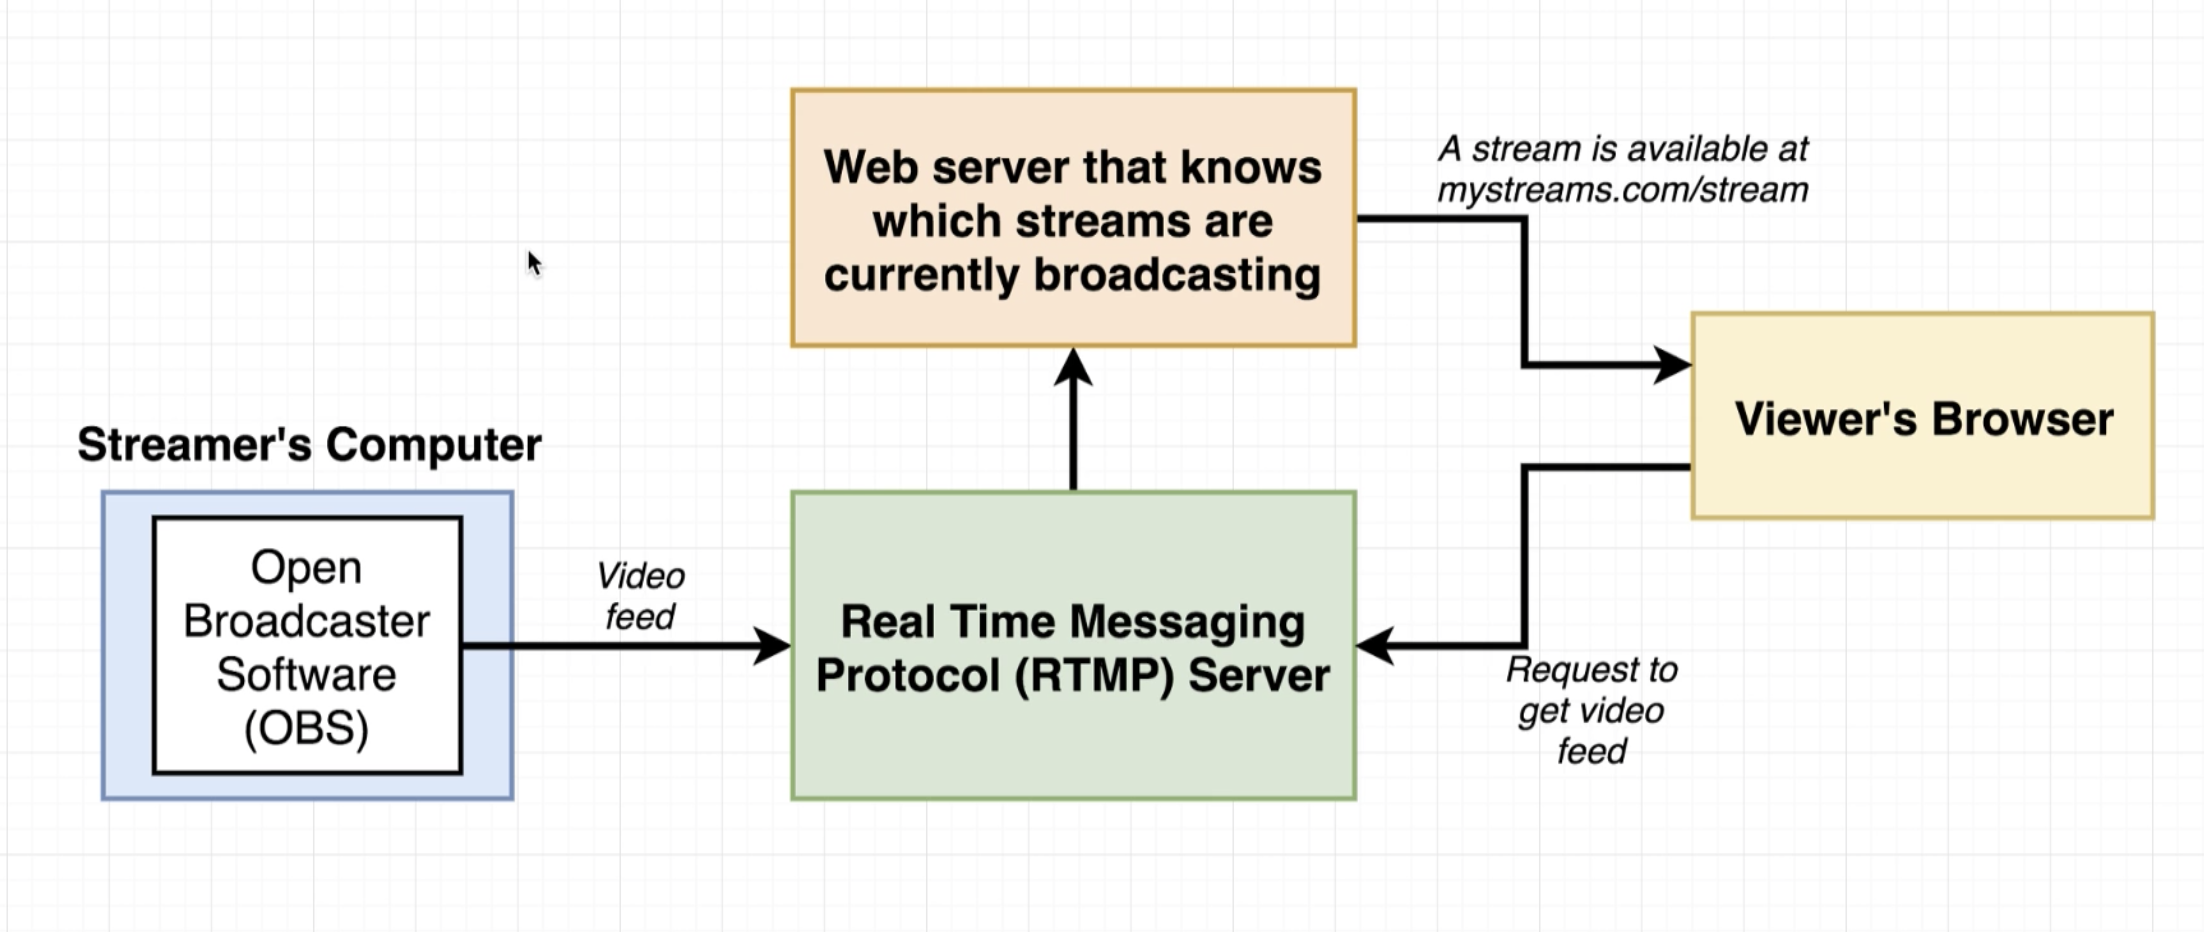 Web server that knows
which streams are
currently broadcasting
A stream is available at
mystreams.com/stream
Viewer's Browser
Streamer's Computer
Open
Broadcaster
Software
(OBS)
Video
feed
Real Time Messaging
Protocol (RTMP) Server
Request to
get video
feed